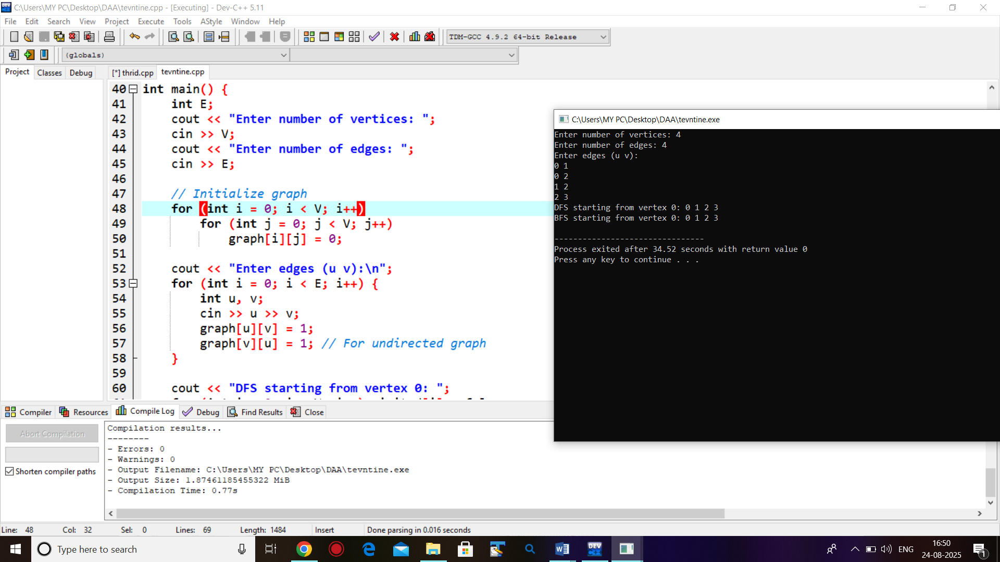 C:\Users\MY PC\Desktop\DAA\tevntine.cpp - [Executing] - Dev-C++ 5.11
File Edit Search View Project Execute Tools AStyle Window Help
TDM-GCC 4.9.2 64-bit Release
(globals)
Project Classes Debug [*] thrid.cpp tevntine.cpp
40 int main() {
41 int E;
42 cout << "Enter number of vertices: ";
43 cin >> V;
44 cout << "Enter number of edges: ";
45 cin >> E;
46
47 // Initialize graph
48 for (int i = 0; i < V; i++)
49 for (int j = 0; j < V; j++)
50 graph[i][j] = 0;
51
52 cout << "Enter edges (u v):\n";
53 for (int i = 0; i < E; i++) {
54 int u, v;
55 cin >> u >> v;
56 graph[u][v] = 1;
57 graph[v][u] = 1; // For undirected graph
58 }
59
60 cout << "DFS starting from vertex 0: ";
C:\Users\MY PC\Desktop\DAA\tevntine.exe
Enter number of vertices: 4
Enter number of edges: 4
Enter edges (u v):
0 1
0 2
1 2
2 3
DFS starting from vertex 0: 0 1 2 3
BFS starting from vertex 0: 0 1 2 3
--------------------------------
Process exited after 34.52 seconds with return value 0
Press any key to continue . . .
Compiler Resources Compile Log Debug Find Results Close
Abort Compilation
Shorten compiler paths
Compilation results...
--------
- Errors: 0
- Warnings: 0
- Output Filename: C:\Users\MY PC\Desktop\DAA\tevntine.exe
- Output Size: 1.87461185455322 MiB
- Compilation Time: 0.77s
Line: 48 Col: 32 Sel: 0 Lines: 69 Length: 1484 Insert Done parsing in 0.016 seconds
Type here to search
DEV C++
ENG
16:50
24-08-2025
1